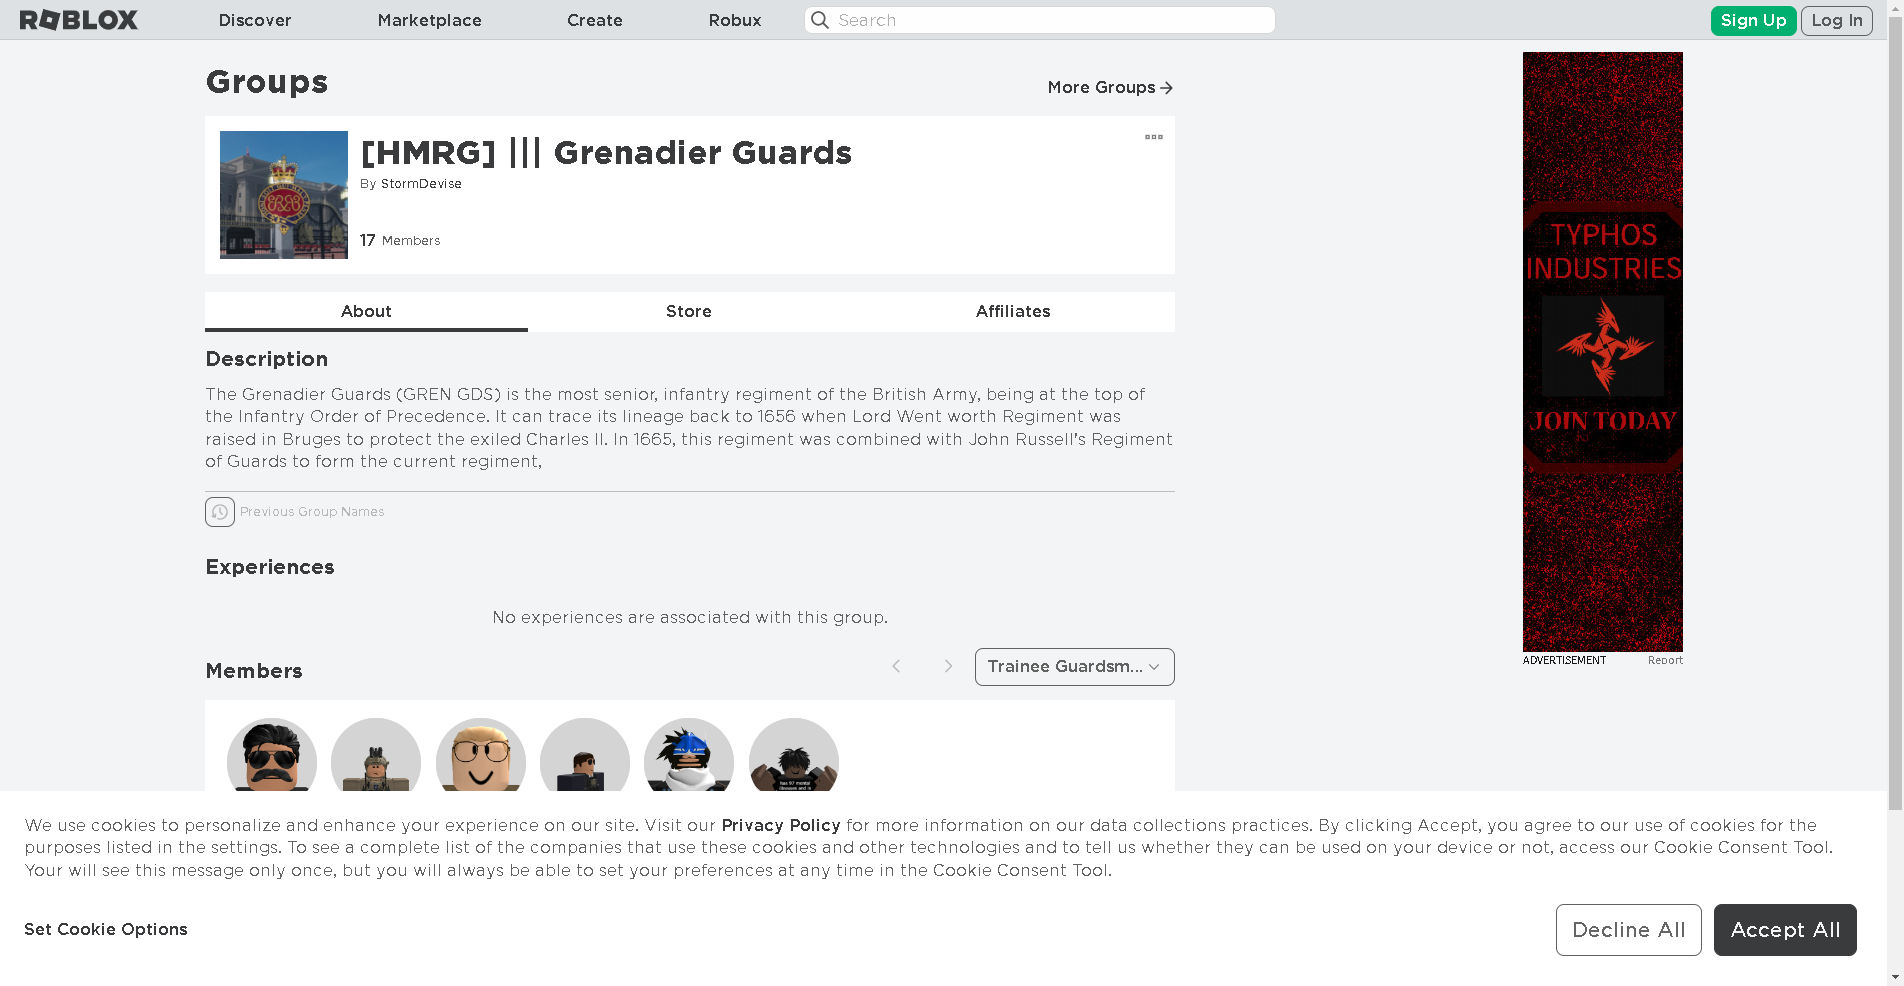 ROBLOX
Discover
Marketplace
Create
Robux
Search
Sign Up
Log In
Groups
More Groups
[HMRG] ||| Grenadier Guards
By StormDevise
17 Members
About
Store
Affiliates
Description
The Grenadier Guards (GREN GDS) is the most senior, infantry regiment of the British Army, being at the top of
the Infantry Order of Precedence. It can trace its lineage back to 1656 when Lord Went worth Regiment was
raised in Bruges to protect the exiled Charles II. In 1665, this regiment was combined with John Russell's Regiment
of Guards to form the current regiment,
Previous Group Names
Experiences
No experiences are associated with this group.
Members
Trainee Guardsm...
TYPHOS
INDUSTRIES
JOIN TODAY
ADVERTISEMENT
Report
We use cookies to personalize and enhance your experience on our site. Visit our Privacy Policy for more information on our data collections practices. By clicking Accept, you agree to our use of cookies for the
purposes listed in the settings. To see a complete list of the companies that use these cookies and other technologies and to tell us whether they can be used on your device or not, access our Cookie Consent Tool.
Your will see this message only once, but you will always be able to set your preferences at any time in the Cookie Consent Tool.
Set Cookie Options
Decline All
Accept All